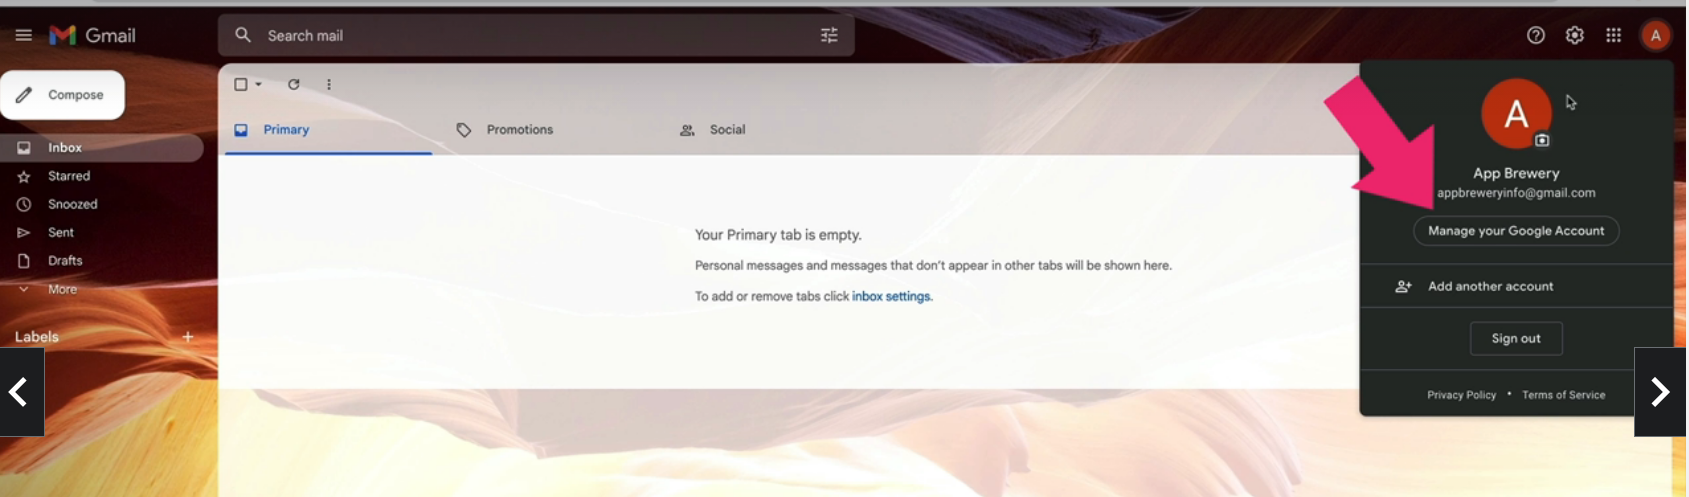 Gmail
Search mail
A
Compose
Primary
Promotions
Social
Inbox
Starred
Snoozed
Sent
Drafts
More
Labels
Your Primary tab is empty.
Personal messages and messages that don't appear in other tabs will be shown here.
To add or remove tabs click inbox settings.
A
App Brewery
appbreweryinfo@gmail.com
Manage your Google Account
Add another account
Sign out
Privacy Policy • Terms of Service